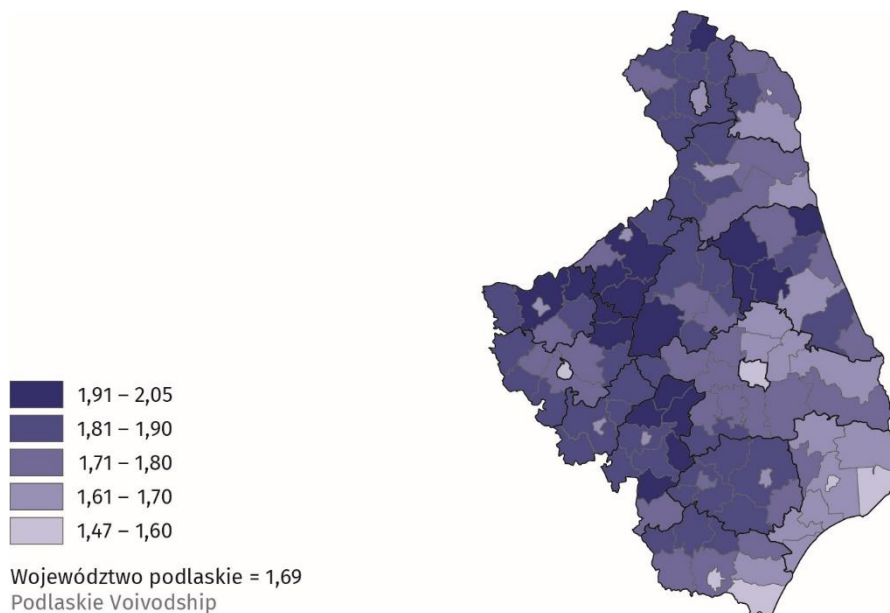 1,91 – 2,05
1,81 – 1,90
1,71 – 1,80
1,61 – 1,70
1,47 – 1,60
Województwo podlaskie = 1,69
Podlaskie Voivodship